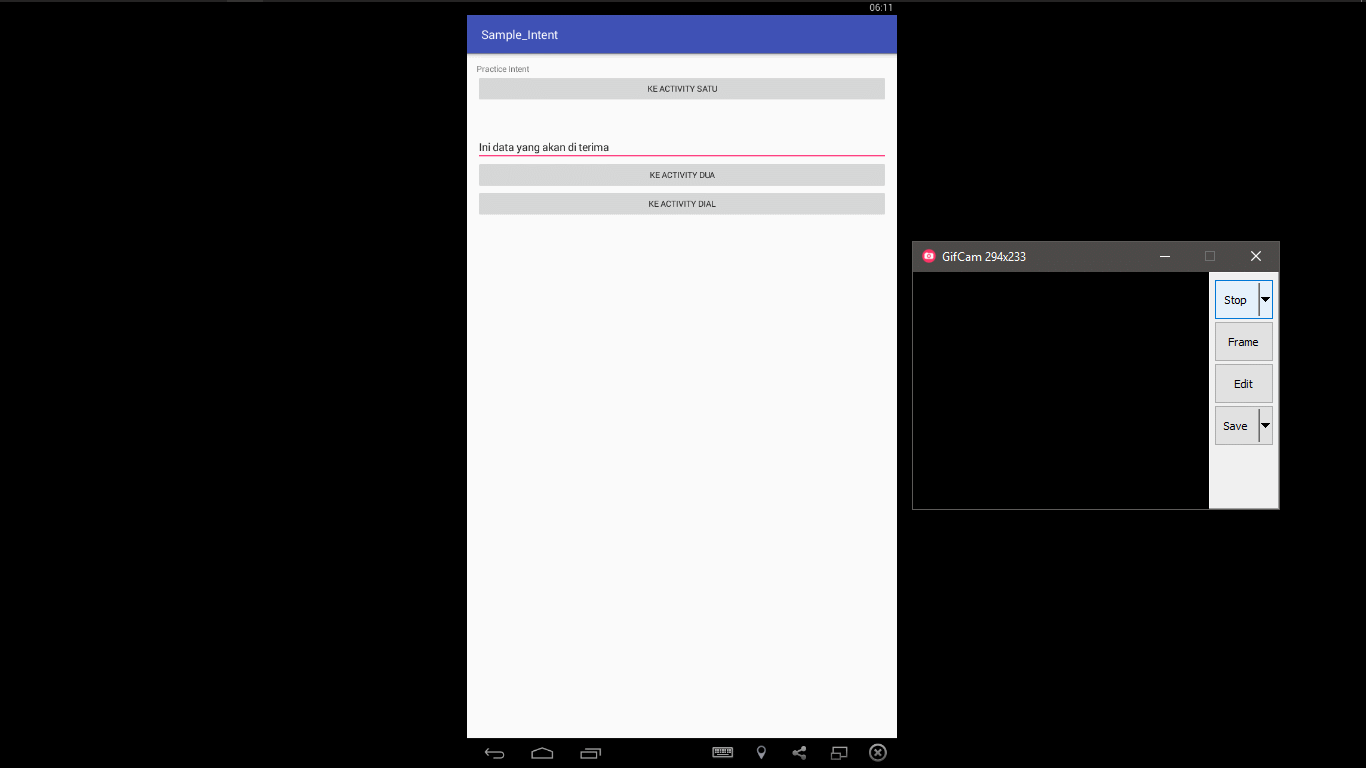 06:11
Sample_Intent
Practice Intent
KE ACTIVITY SATU
Ini data yang akan di terima
KE ACTIVITY DUA
KE ACTIVITY DIAL
GifCam 294x233
Stop
Frame
Edit
Save